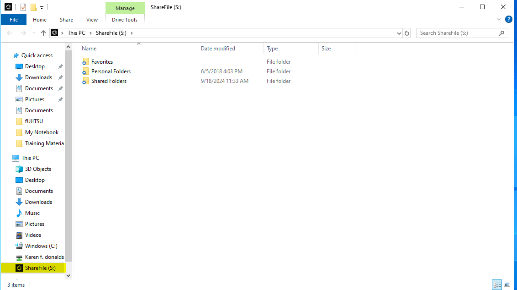 Manage
ShareFile (S:)
File
Home
Share
View
Drive Tools
This PC
ShareFile (S:)
Search ShareFile (S:)
Name
Date modified
Type
Size
Favorites
File folder
Personal Folders
6/5/2018 4:03 PM
File folder
Shared Folders
9/18/2024 11:53 AM
File folder
Quick access
Desktop
Downloads
Documents
Pictures
Documents
FUJITSU
My Notebook
Training Materia
This PC
3D Objects
Desktop
Documents
Downloads
Music
Pictures
Videos
Windows (C:)
Karen f. donalds
ShareFile (S:)
3 items